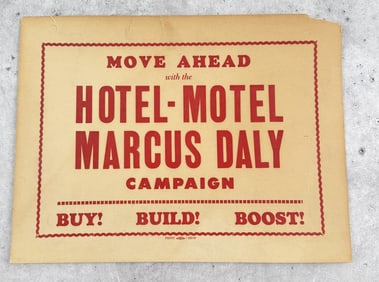 MOVE AHEAD
with the
HOTEL-MOTEL
MARCUS DALY
CAMPAIGN
BUY! BUILD! BOOST!